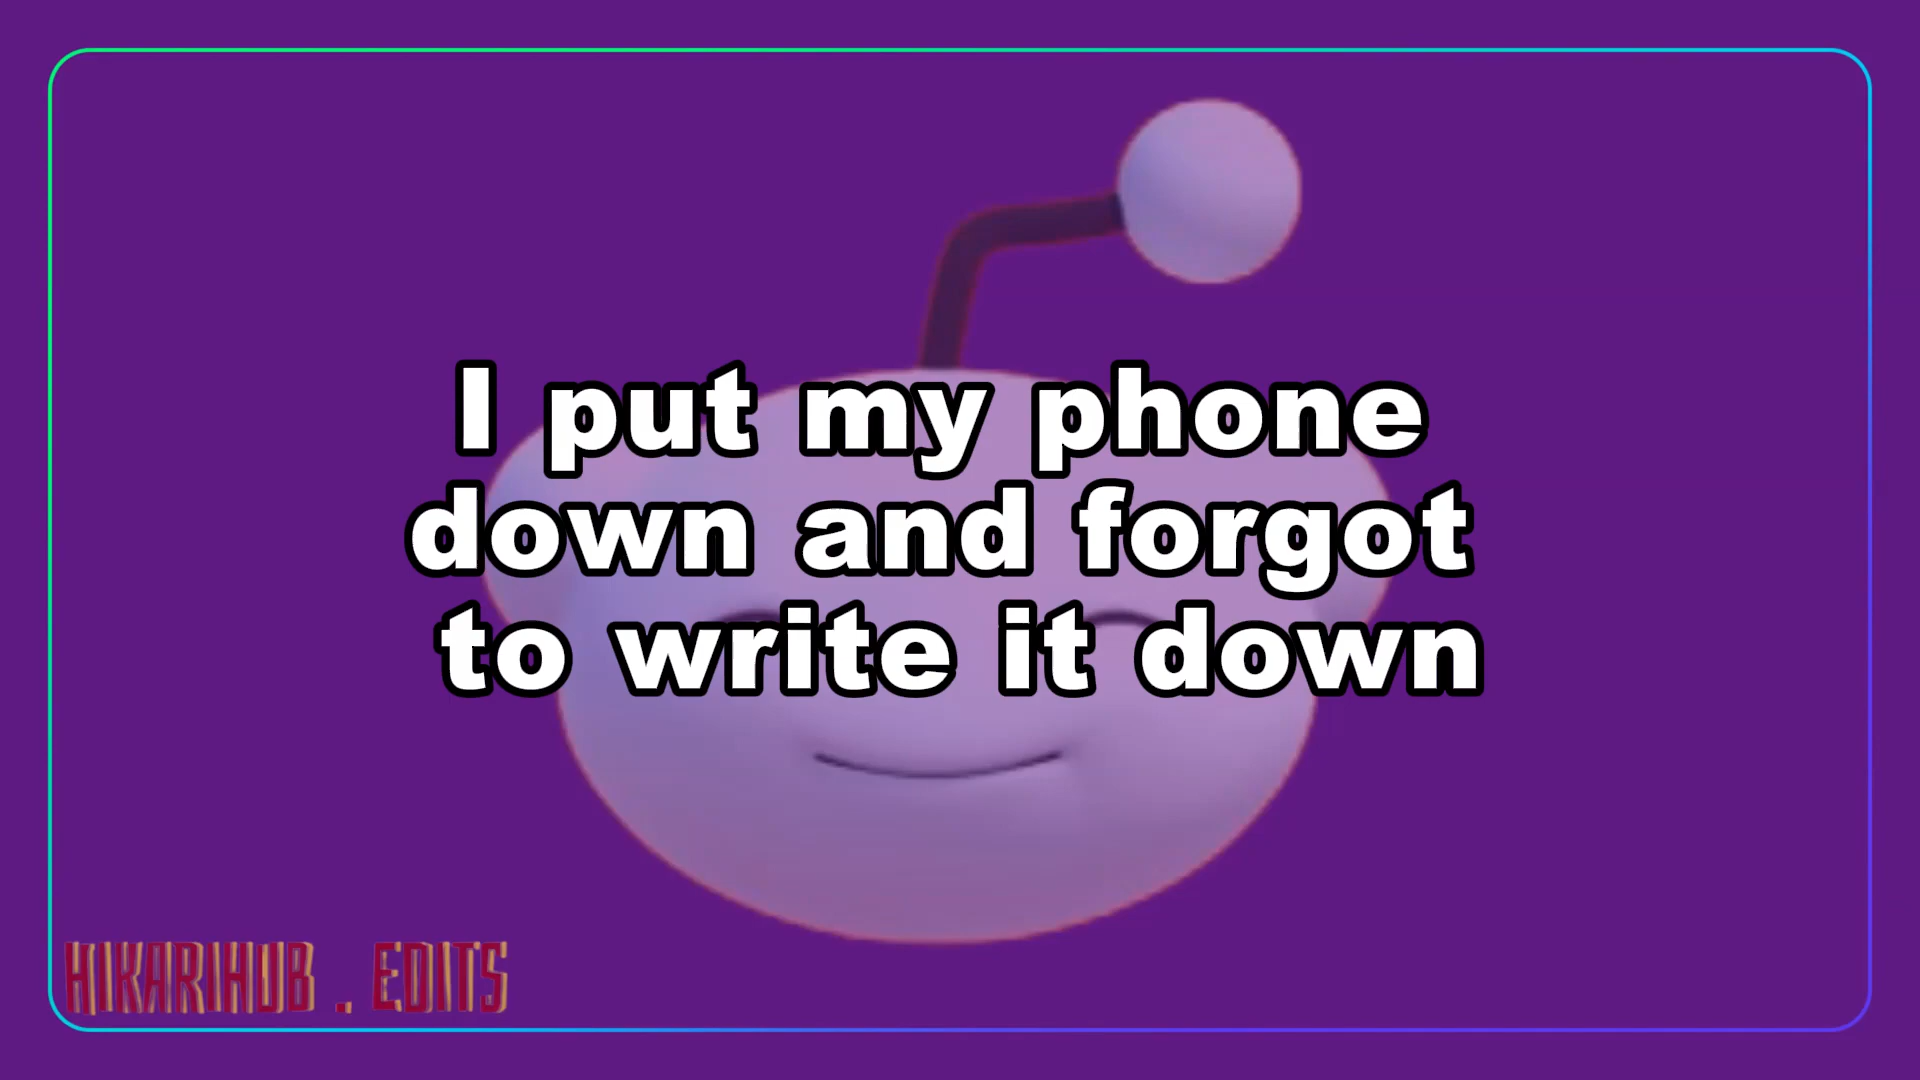 I put my phone
down and forgot
to write it down
HIKARIHUB . EDITS